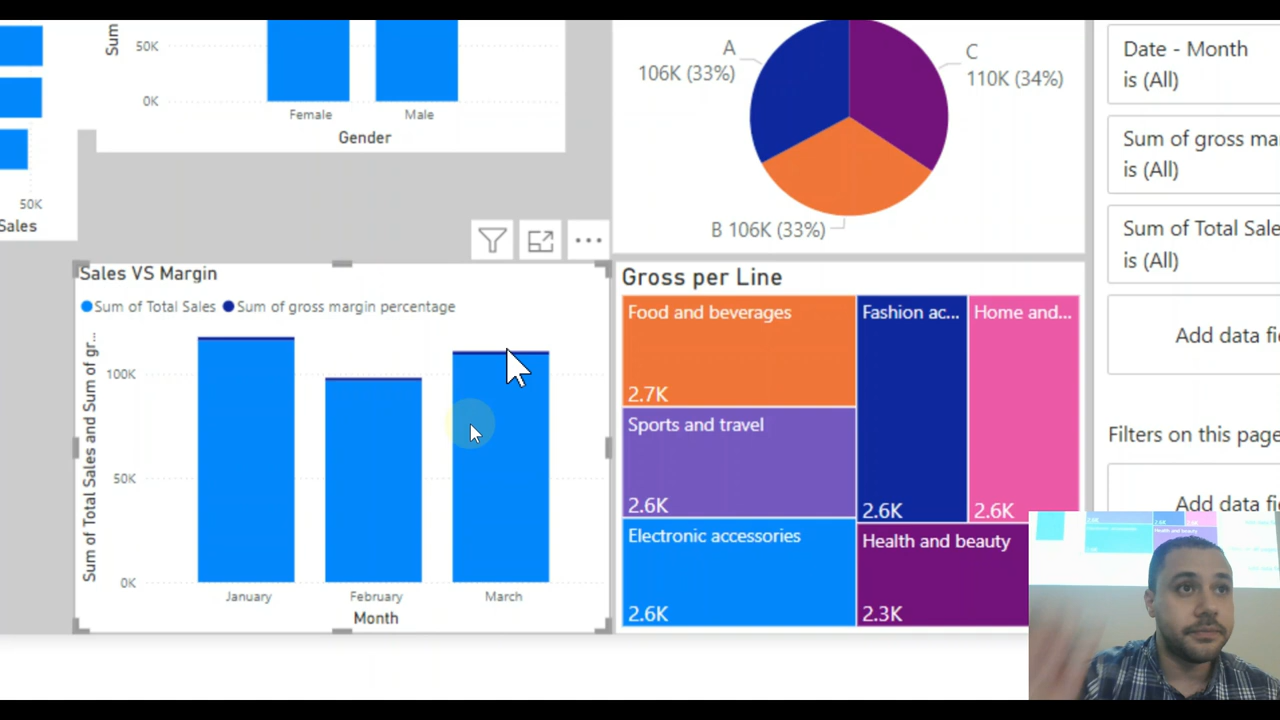 Sum
50K
0K
Female
Male
Gender
50K
Sales
A
106K (33%)
C
110K (34%)
B 106K (33%)
Sales VS Margin
Sum of Total Sales
Sum of gross margin percentage
Sum of Total Sales and Sum of gr...
100K
50K
0K
January
February
March
Month
Gross per Line
Food and beverages
2.7K
Sports and travel
2.6K
Electronic accessories
2.6K
Fashion ac...
2.6K
Home and...
2.6K
Health and beauty
2.3K
Date - Month
is (All)
Sum of gross ma
is (All)
Sum of Total Sale
is (All)
Add data fi
Filters on this page
Add data fi